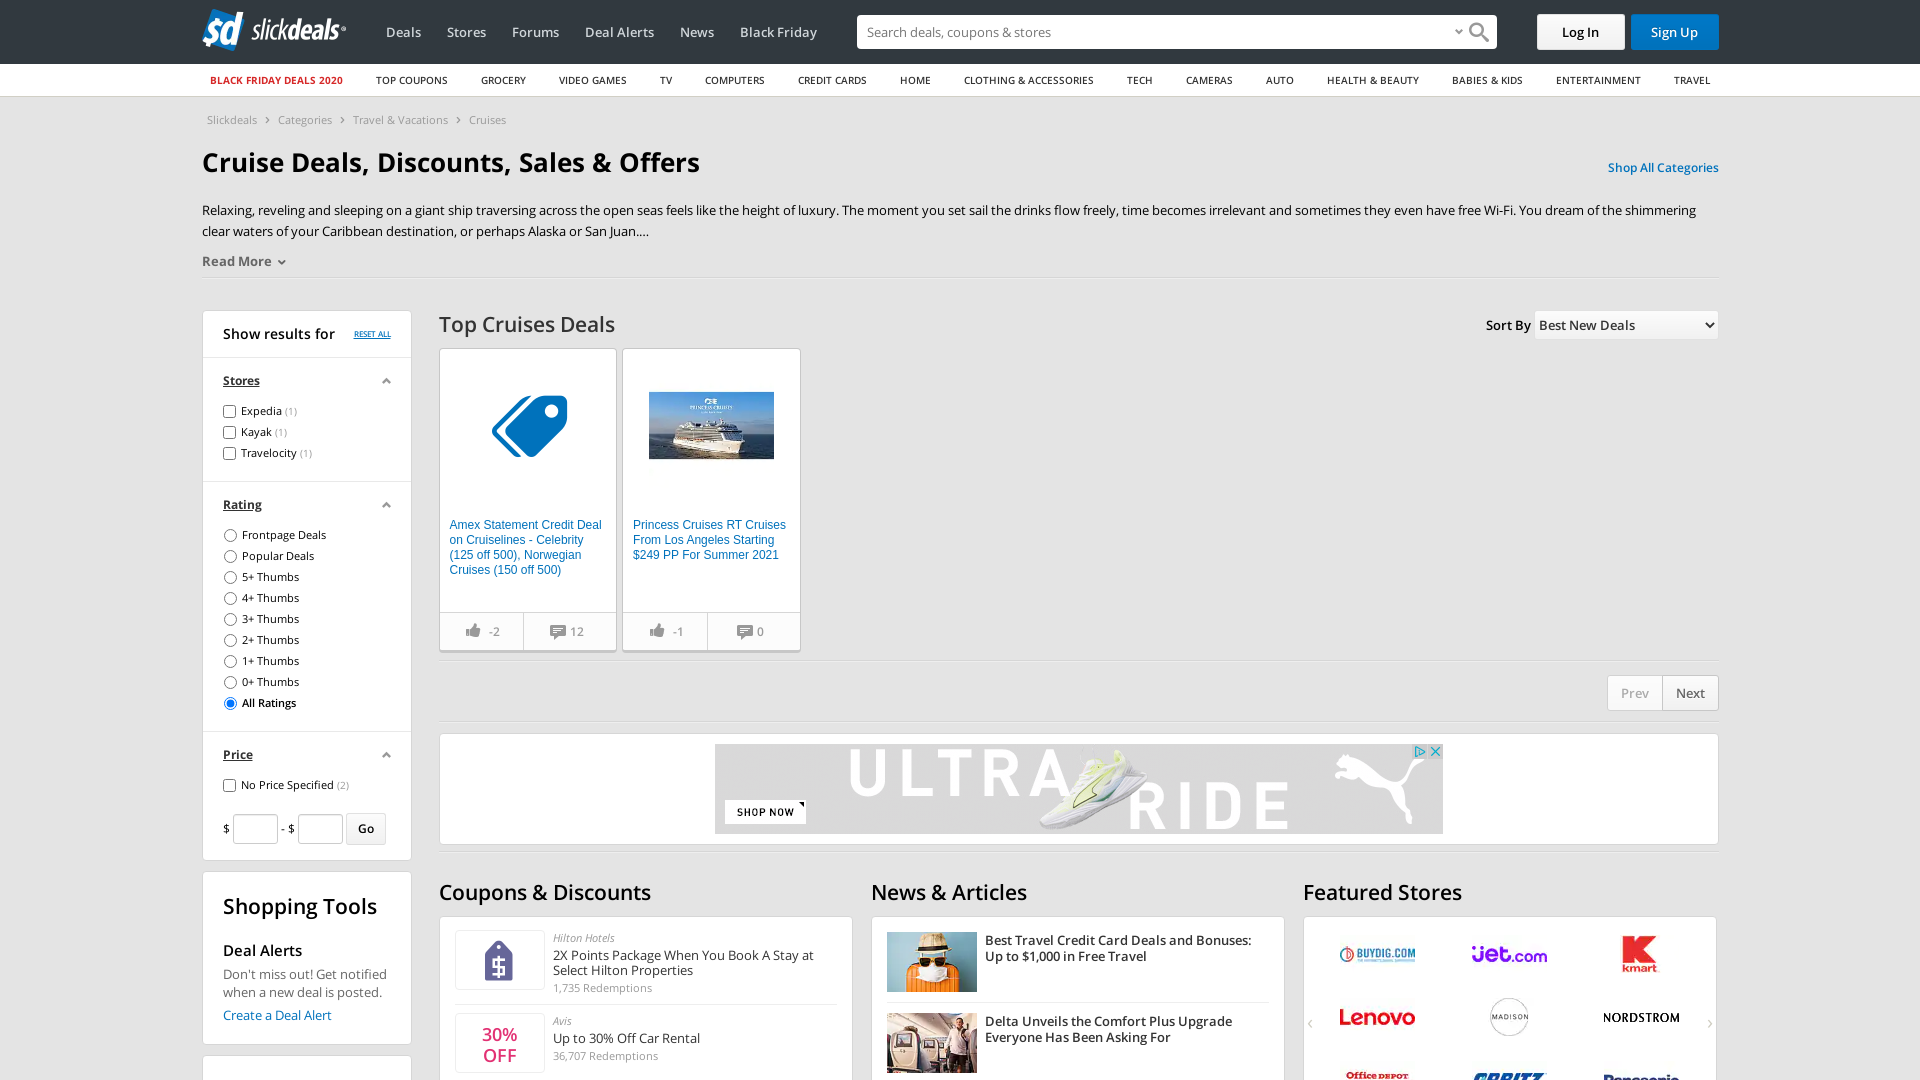 slickdeals
Deals
Stores
Forums
Deal Alerts
News
Black Friday
Search deals, coupons & stores
Log In
Sign Up
BLACK FRIDAY DEALS 2020
TOP COUPONS
GROCERY
VIDEO GAMES
TV
COMPUTERS
CREDIT CARDS
HOME
CLOTHING & ACCESSORIES
TECH
CAMERAS
AUTO
HEALTH & BEAUTY
BABIES & KIDS
ENTERTAINMENT
TRAVEL
Slickdeals > Categories > Travel & Vacations > Cruises
Cruise Deals, Discounts, Sales & Offers
Shop All Categories
Relaxing, reveling and sleeping on a giant ship traversing across the open seas feels like the height of luxury. The moment you set sail the drinks flow freely, time becomes irrelevant and sometimes they even have free Wi-Fi. You dream of the shimmering
clear waters of your Caribbean destination, or perhaps Alaska or San Juan....
Read More
Show results for
RESET ALL
Stores
Expedia (1)
Kayak (1)
Travelocity (1)
Rating
Frontpage Deals
Popular Deals
5+ Thumbs
4+ Thumbs
3+ Thumbs
2+ Thumbs
1+ Thumbs
0+ Thumbs
All Ratings
Price
No Price Specified (2)
$ - $ Go
Shopping Tools
Deal Alerts
Don't miss out! Get notified
when a new deal is posted.
Create a Deal Alert
Top Cruises Deals
Sort By Best New Deals
Amex Statement Credit Deal
on Cruiselines - Celebrity
(125 off 500), Norwegian
Cruises (150 off 500)
-2
12
PRINCESS CRUISES
Princess Cruises RT Cruises
From Los Angeles Starting
$249 PP For Summer 2021
-1
0
Prev
Next
ULTRA
RIDE
SHOP NOW
Coupons & Discounts
Hilton Hotels
2X Points Package When You Book A Stay at
Select Hilton Properties
1,735 Redemptions
30%
OFF
Avis
Up to 30% Off Car Rental
36,707 Redemptions
News & Articles
Best Travel Credit Card Deals and Bonuses:
Up to $1,000 in Free Travel
Delta Unveils the Comfort Plus Upgrade
Everyone Has Been Asking For
Featured Stores
BUYDIG.COM
Jet.com
kmart
Lenovo
MADISON
NORDSTROM
Office DEPOT
ORBITZ
Panasonic